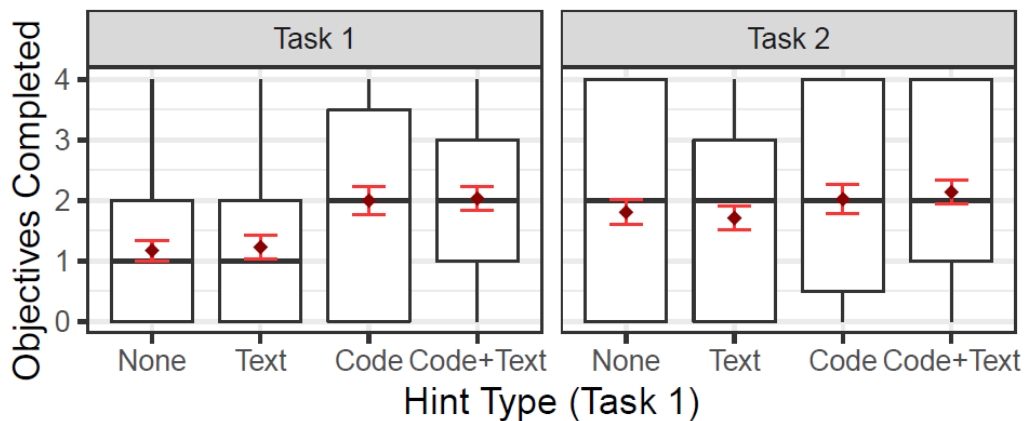 Task 1
Task 2
Objectives Completed
4
3
2
1
0
None Text Code Code+Text
None Text Code Code+Text
Hint Type (Task 1)